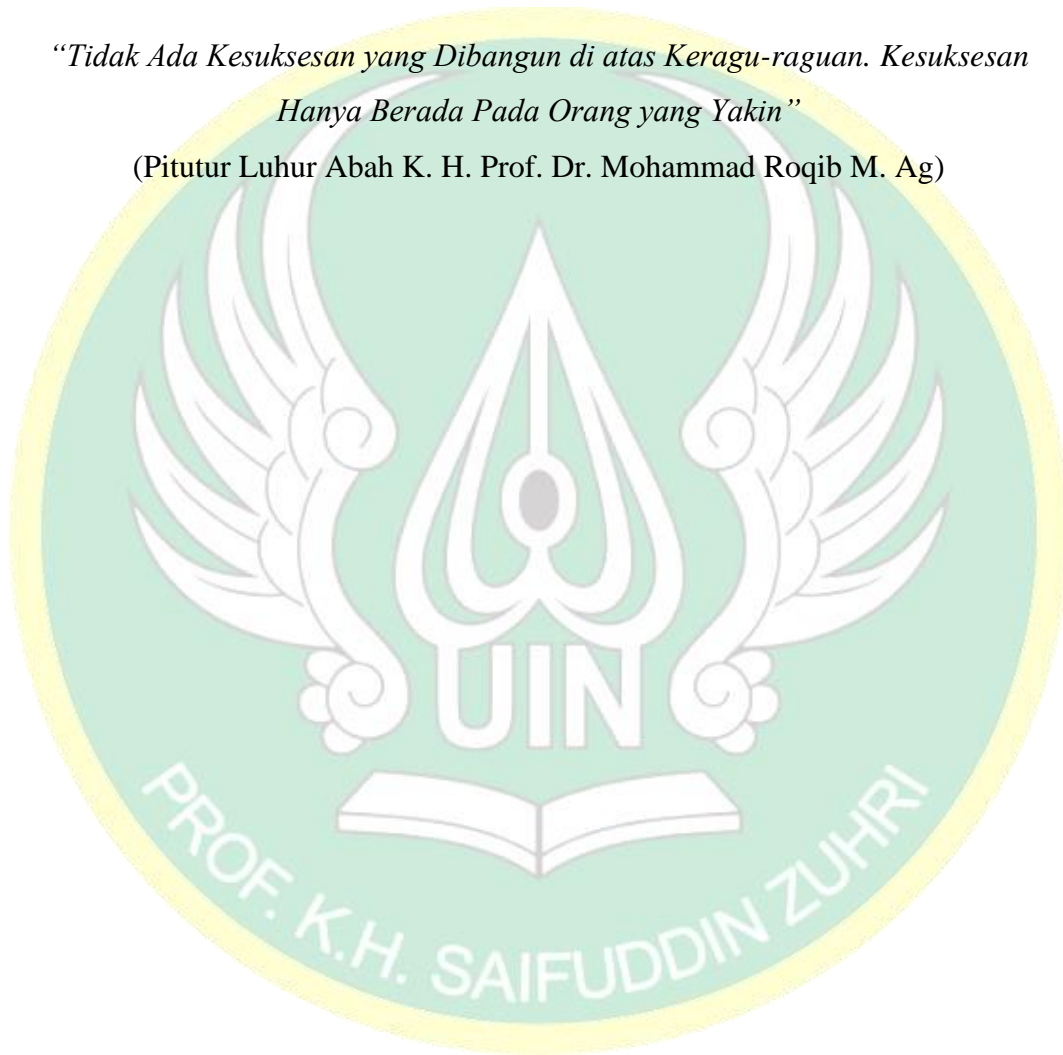 “Tidak Ada Kesuksesan yang Dibangun di atas Keragu-raguan. Kesuksesan
Hanya Berada Pada Orang yang Yakin”
(Pitutur Luhur Abah K. H. Prof. Dr. Mohammad Roqib M. Ag)
UIN
PROF. K.H. SAIFUDDIN ZUHRI